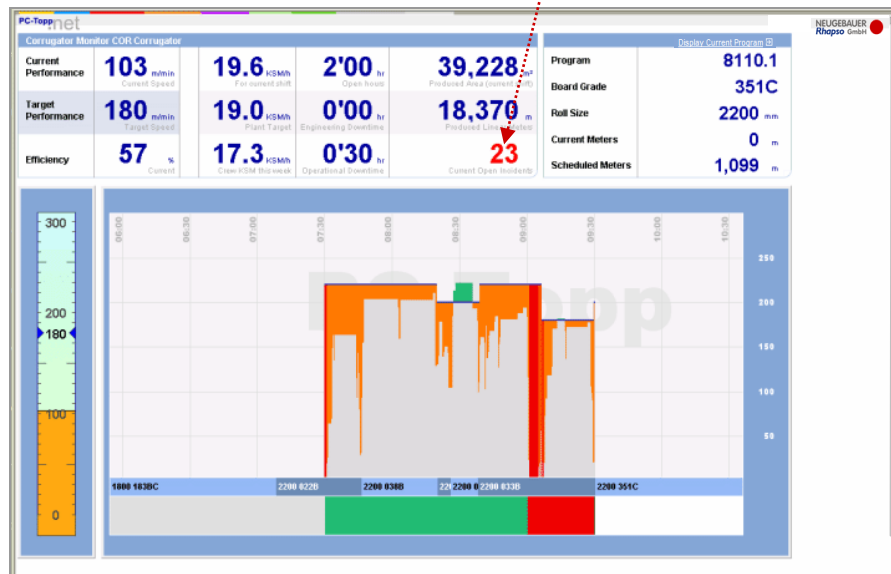 PC-Topp.net
NEUGEBAUER
Rhapso GmbH
Corrugator Monitor COR Corrugator
Display Current Program
Current Performance
103 m/min
Current Speed
19.6 KSM/h
For current shift
2'00 hr
Open hours
39,228 m²
Produced Area (current shift)
Target Performance
180 m/min
Target Speed
19.0 KSM/h
Plant Target
0'00 hr
Engineering Downtime
18,370 m
Produced Linear Meters
Efficiency
57 %
Current
17.3 KSM/h
Crew KSM this week
0'30 hr
Operational Downtime
23
Current Open Incidents
Program 8110.1
Board Grade 351C
Roll Size 2200 mm
Current Meters 0 m
Scheduled Meters 1,099 m
300
200
180
100
0
06:00 06:30 07:00 07:30 08:00 08:30 09:00 09:30 10:00 10:30
PC-Topp
250
200
150
100
50
1800 183BC 2200 022B 2200 038B 220 2200 0 2200 033B 2200 351C